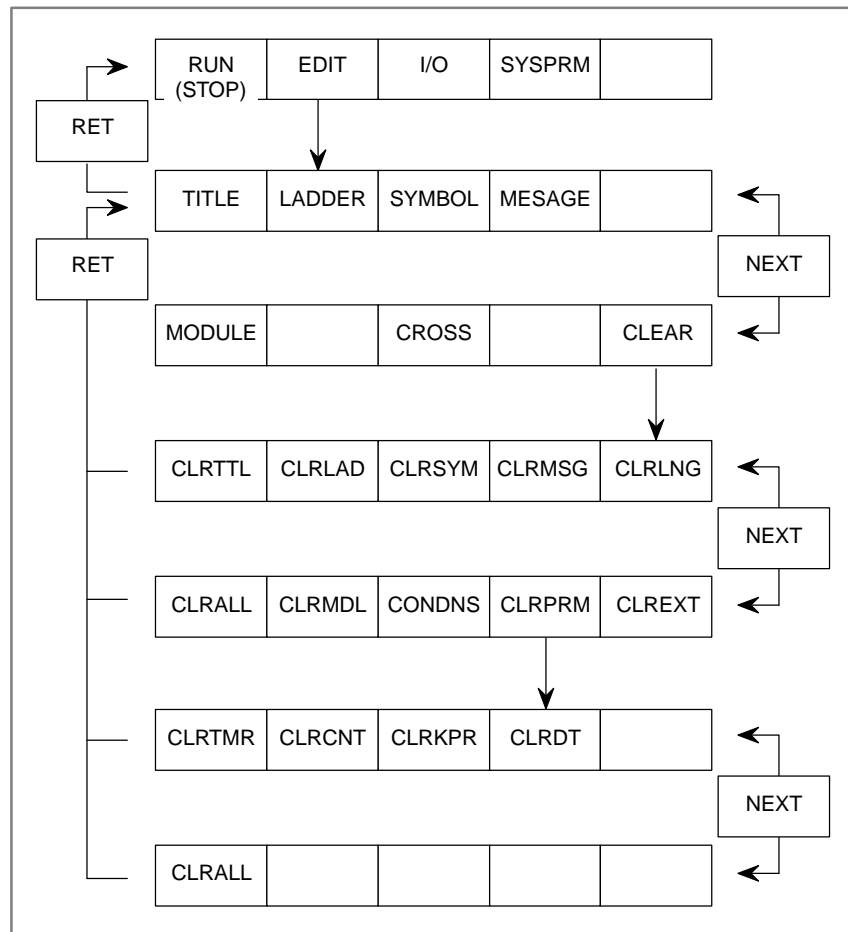 RUN EDIT I/O SYSPRM
(STOP)
RET
TITLE LADDER SYMBOL MESAGE
RET
NEXT
MODULE CROSS CLEAR
CLRTTL CLRLAD CLRSYM CLRMSG CLRLNG
NEXT
CLRALL CLRMDL CONDNS CLRPRM CLREXT
CLRTMR CLRCNT CLRKPR CLRDT
NEXT
CLRALL